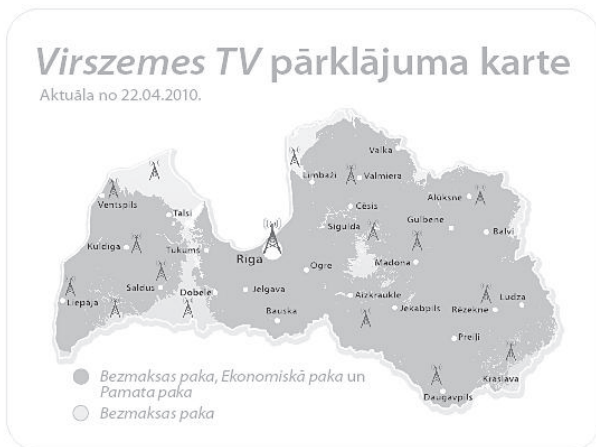 Virszemes TV pārklājuma karte
Aktuāla no 22.04.2010.
Valka
Limbaži
Valmiera
Alūksne
Ventspils
Talsi
Cēsis
Gulbene
Sigulda
Balvi
Kuldīga
Tukums
Rīga
Ogre
Madona
Saldus
Dobele
Jelgava
Aizkraukle
Liepāja
Bauska
Jēkabpils
Rēzekne
Ludza
Preiļi
Krāslava
Daugavpils
Bezmaksas paka, Ekonomiskā paka un
Pamata paka
Bezmaksas paka